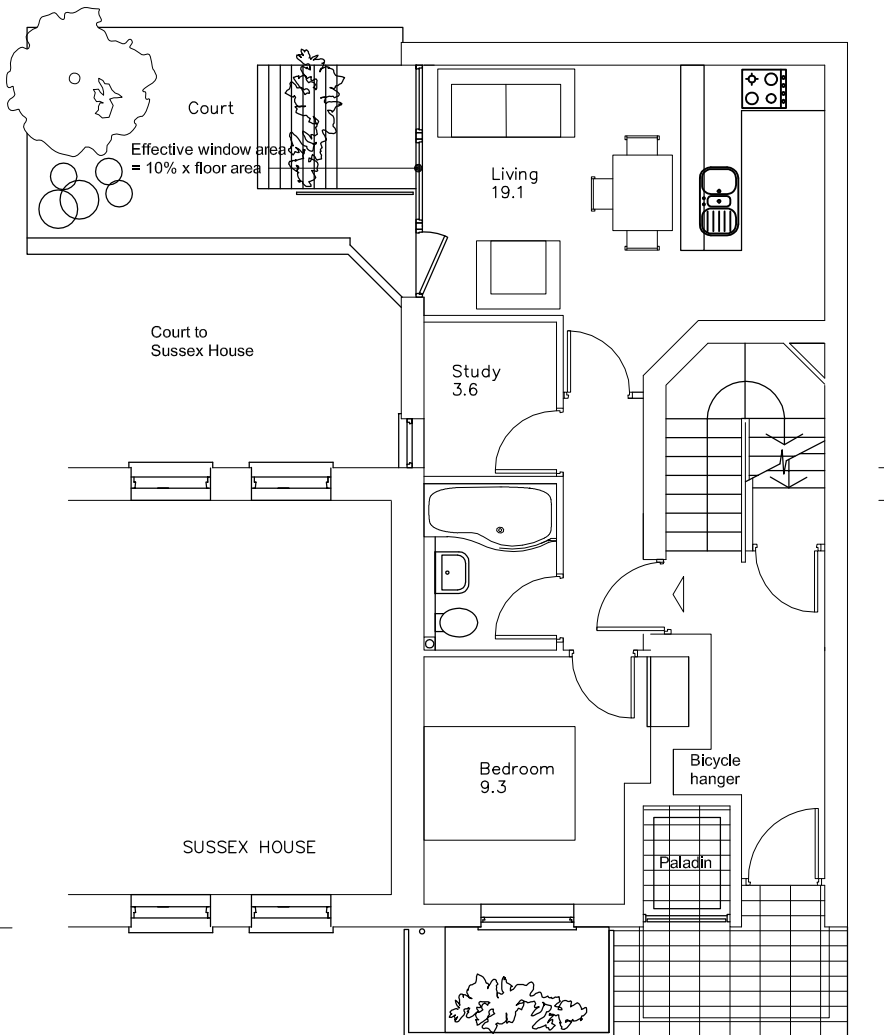 Court
Effective window area
= 10% x floor area
Living
19.1
Court to
Sussex House
Study
3.6
Bedroom
9.3
Bicycle
hanger
SUSSEX HOUSE
Paladin